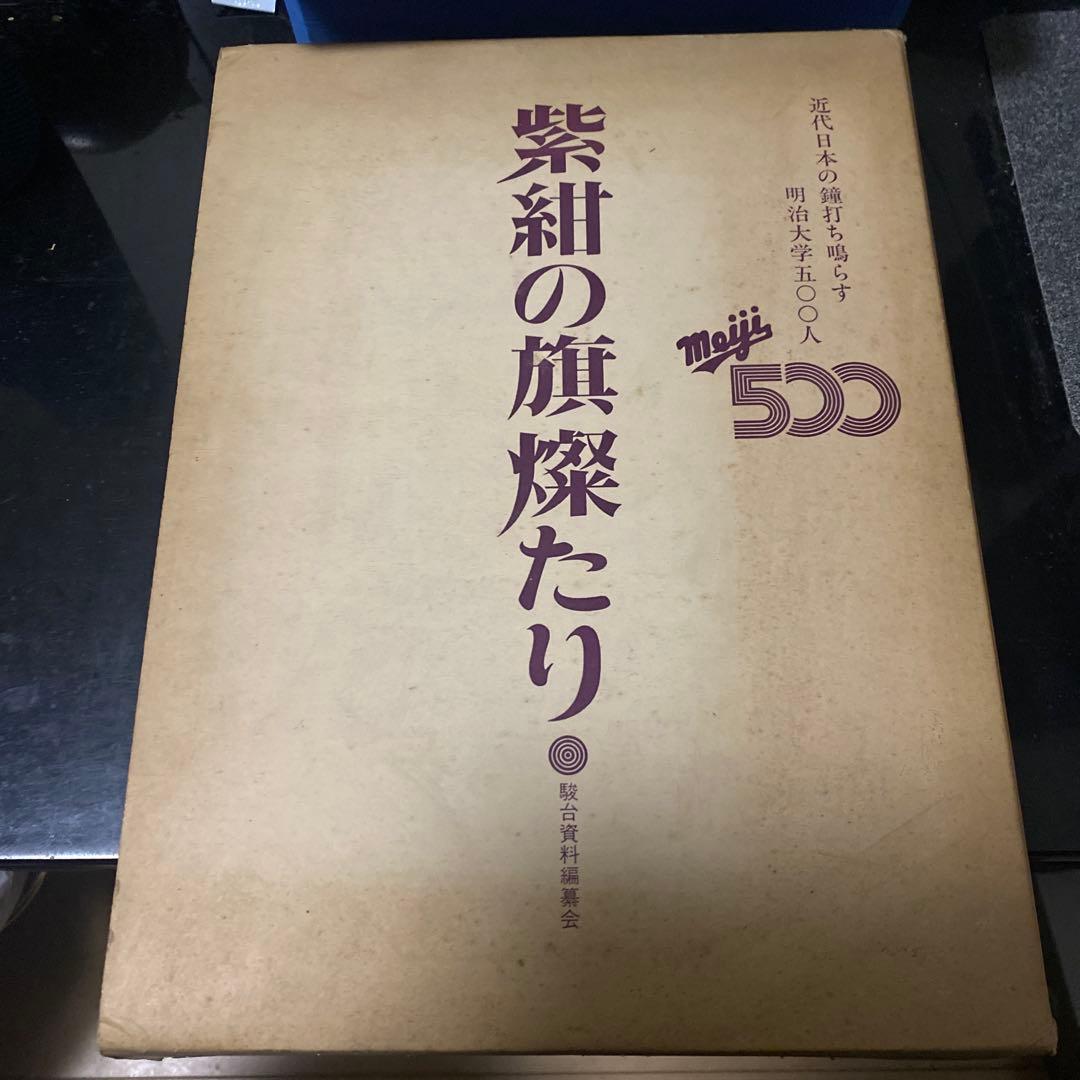 近代日本の鐘打ち鳴らす
明治大学五〇〇人
meiji
500
紫紺の旗燦たり
駿台資料編纂会